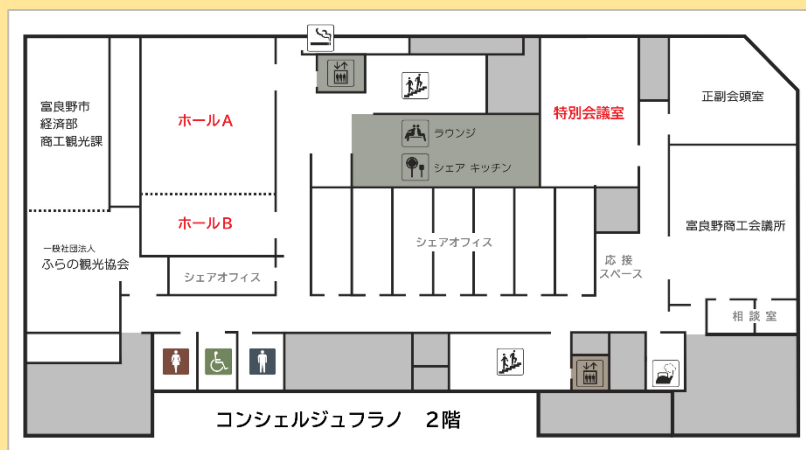 富良野市
経済部
商工観光課
ホールA
ホールB
一般社団法人
ふらの観光協会
シェアオフィス
ラウンジ
シェア キッチン
シェアオフィス
特別会議室
正副会頭室
富良野商工会議所
応 接
スペース
相 談 室
コンシェルジュフラノ 2階